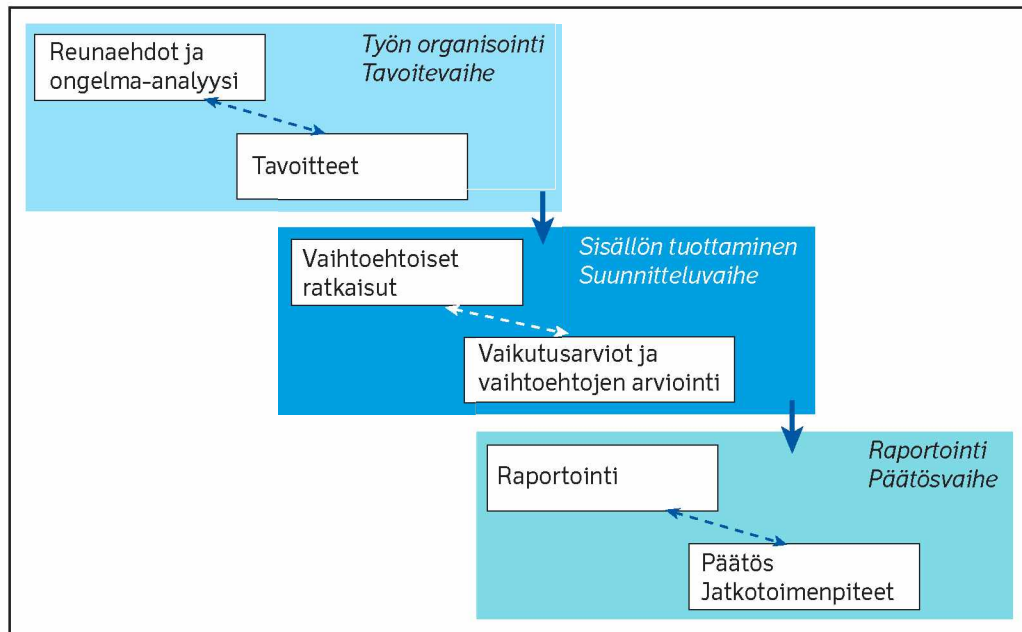 Reunaehdot ja
ongelma-analyysi
Työn organisointi
Tavoitevaihe
Tavoitteet
Vaihtoehtoiset
ratkaisut
Sisällön tuottaminen
Suunnitteluvaihe
Vaikutusarviot ja
vaihtoehtojen arviointi
Raportointi
Päätösvaihe
Raportointi
Päätös
Jatkotoimenpiteet